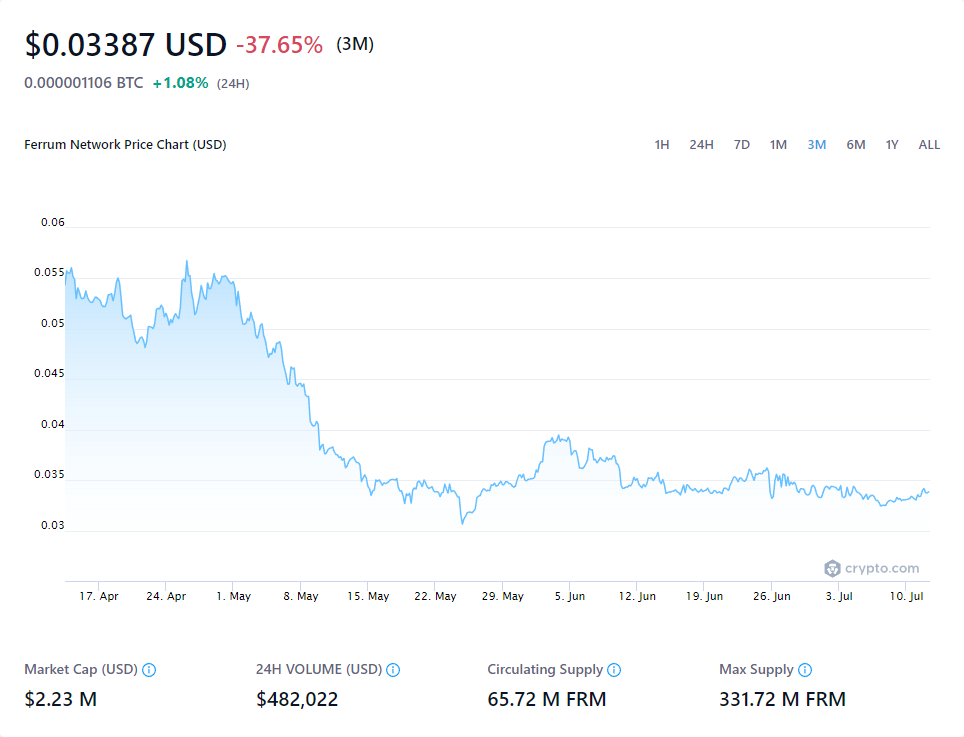 $0.03387 USD -37.65% (3M)
0.000001106 BTC +1.08% (24H)
Ferrum Network Price Chart (USD)
1H 24H 7D 1M 3M 6M 1Y ALL
0.06
0.055
0.05
0.045
0.04
0.035
0.03
crypto.com
17. Apr 24. Apr 1. May 8. May 15. May 22. May 29. May 5. Jun 12. Jun 19. Jun 26. Jun 3. Jul 10. Jul
Market Cap (USD) 24H VOLUME (USD) Circulating Supply Max Supply
$2.23 M $482,022 65.72 M FRM 331.72 M FRM